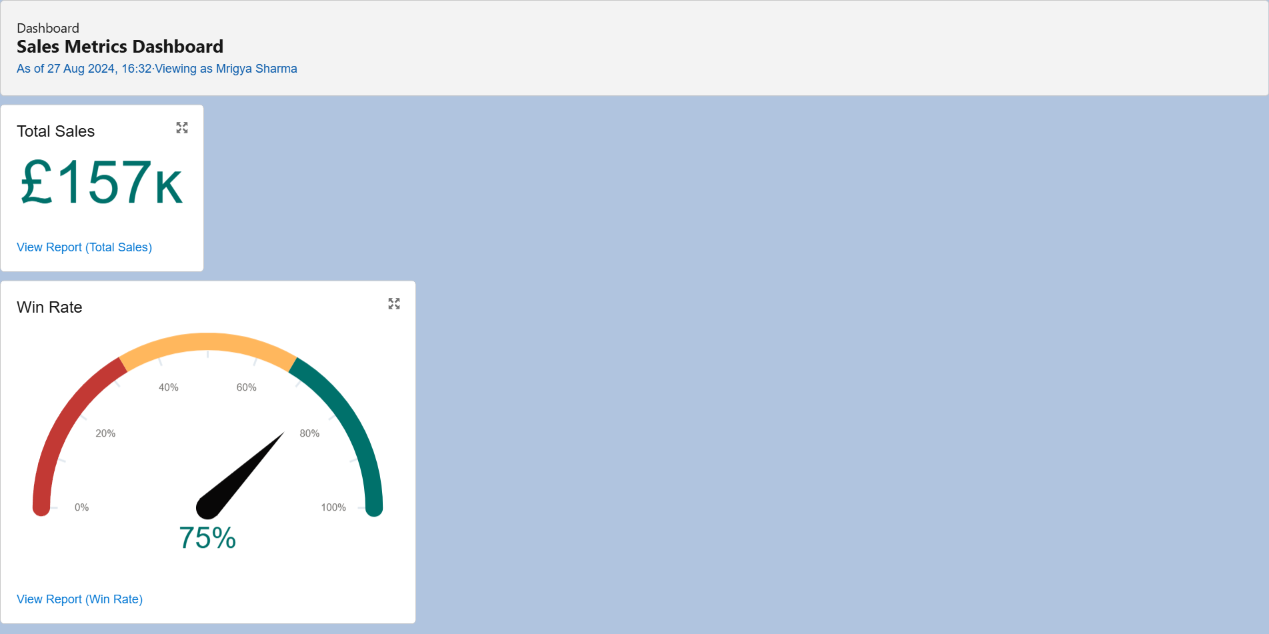 Dashboard
Sales Metrics Dashboard
As of 27 Aug 2024, 16:32·Viewing as Mrigya Sharma
Total Sales
£157K
View Report (Total Sales)
Win Rate
40%
60%
20%
80%
0%
100%
75%
View Report (Win Rate)